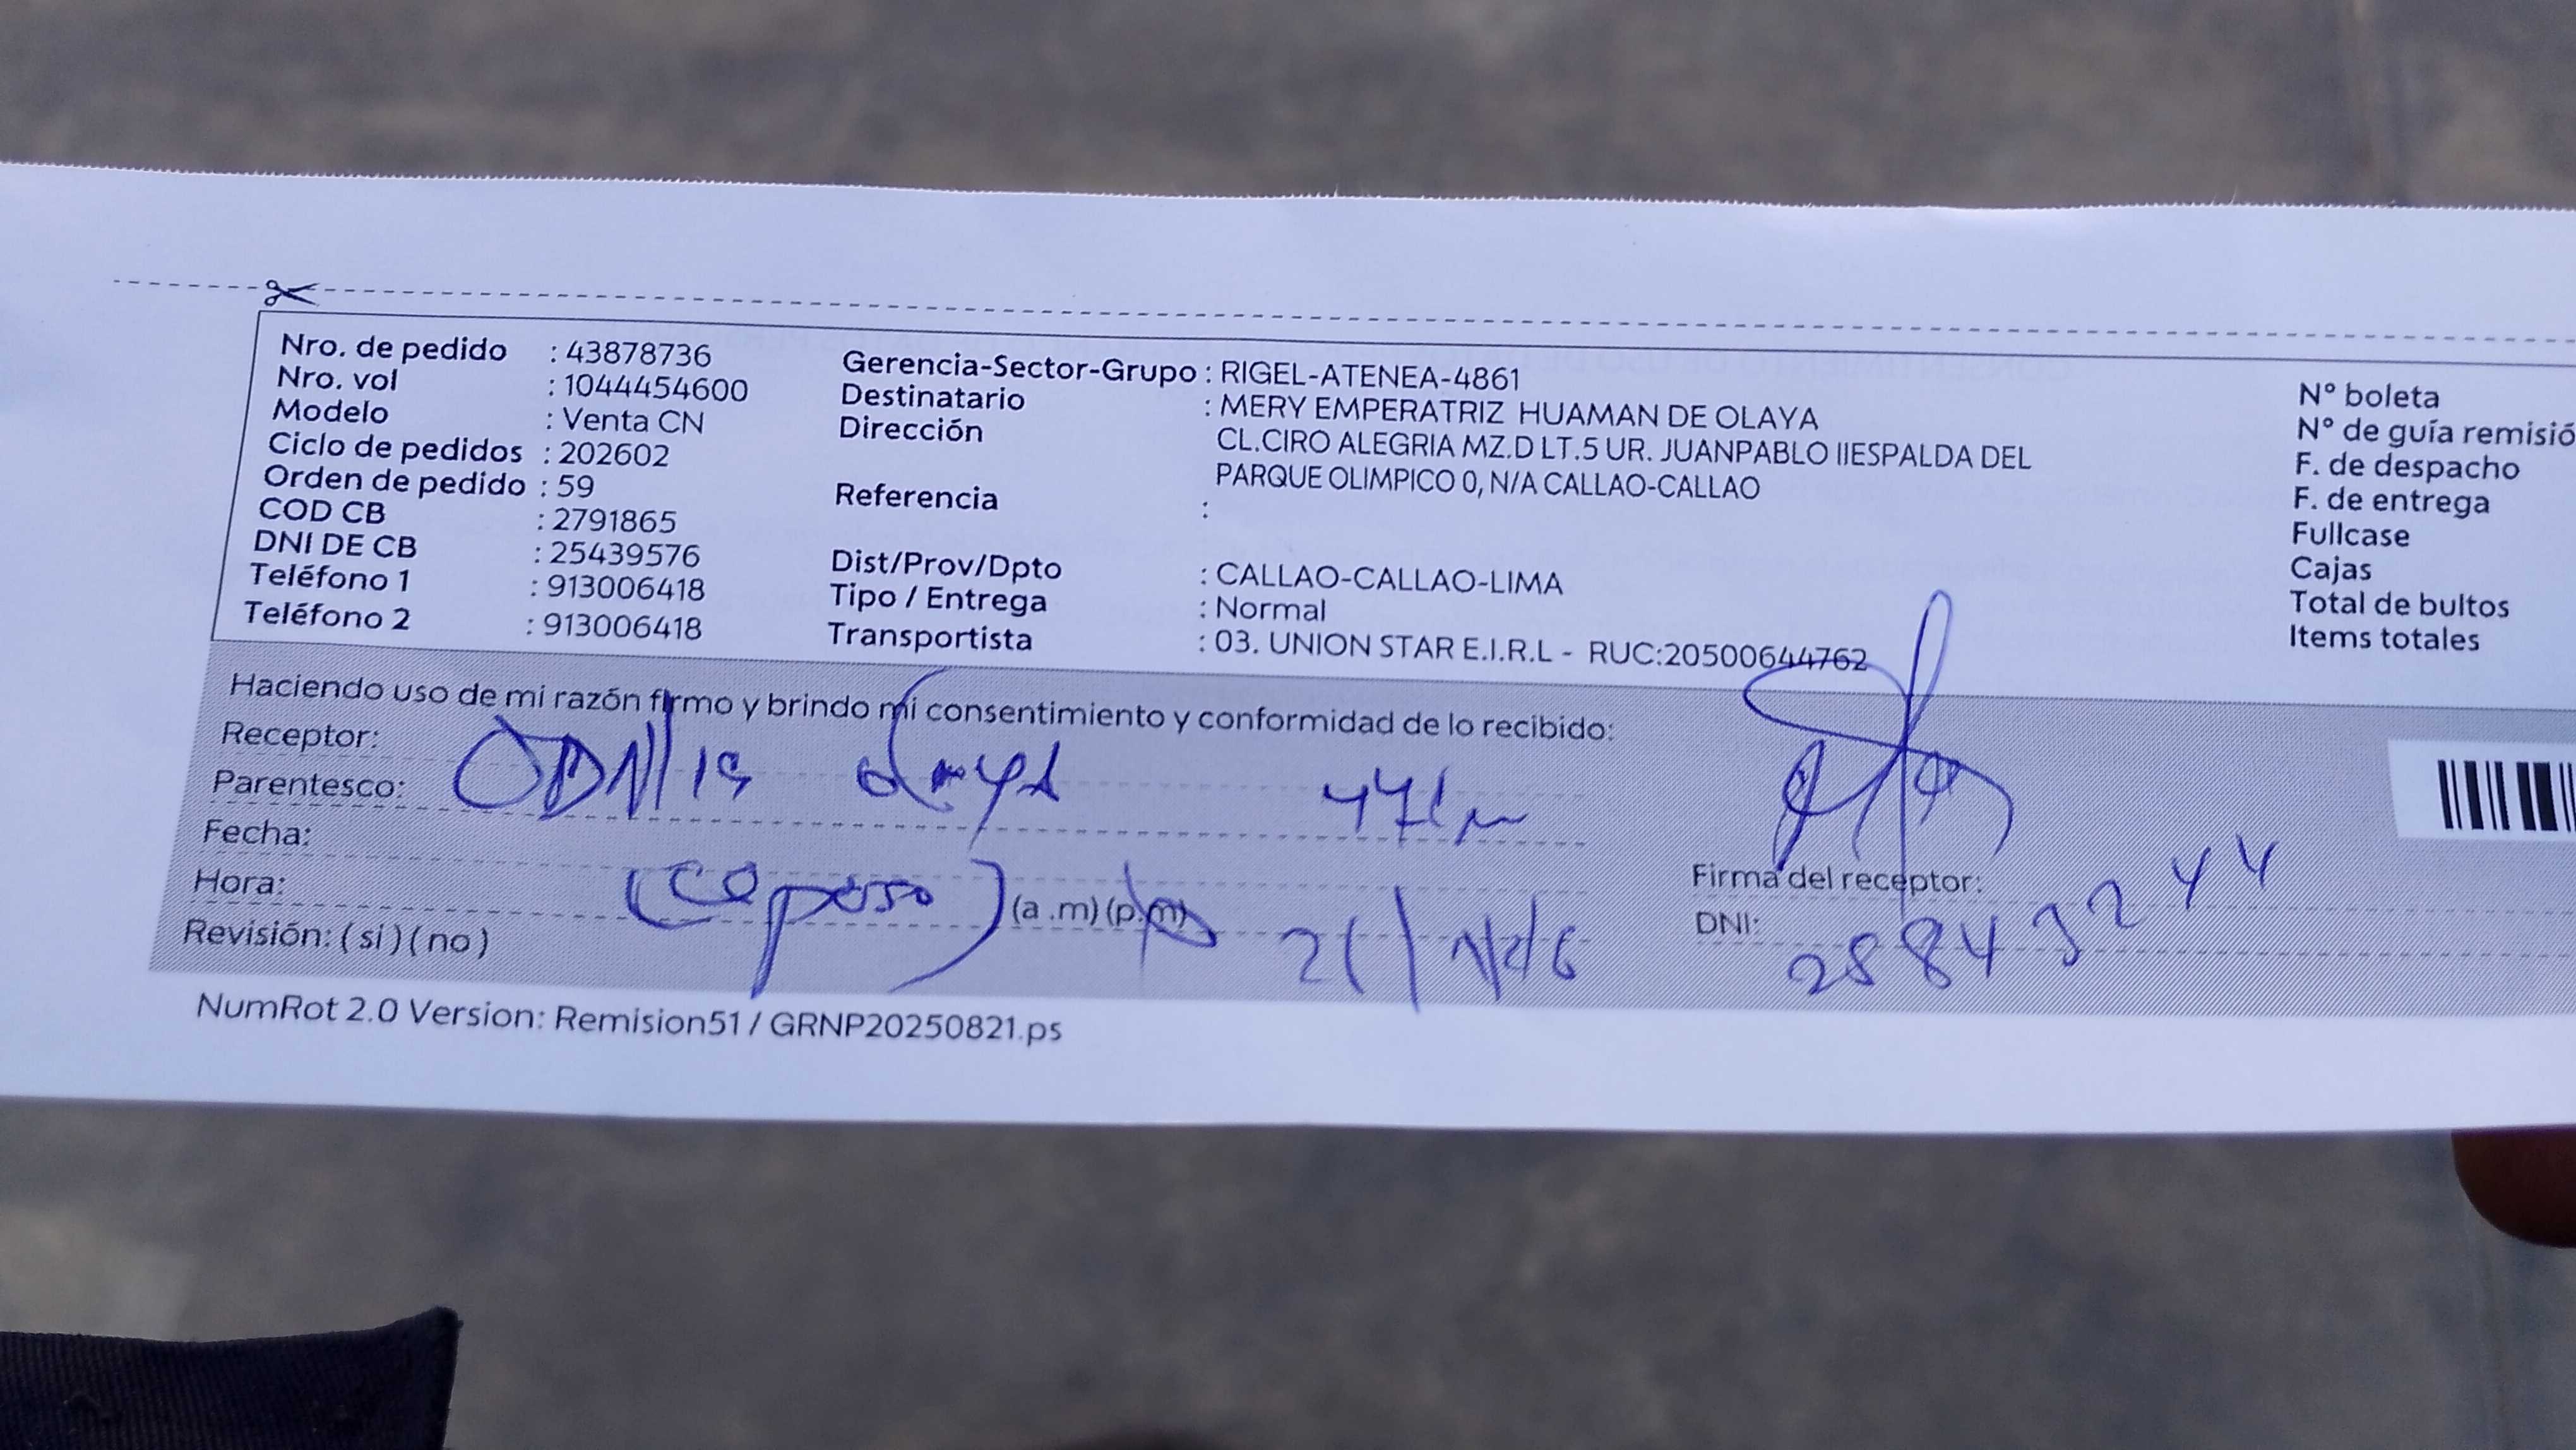 Nro. de pedido : 43878736
Nro. vol : 1044454600
Modelo : Venta CN
Ciclo de pedidos : 202602
Orden de pedido : 59
COD CB : 2791865
DNI DE CB : 25439576
Teléfono 1 : 913006418
Teléfono 2 : 913006418
Gerencia-Sector-Grupo : RIGEL-ATENEA-4861
Destinatario : MERY EMPERATRIZ HUAMAN DE OLAYA
Dirección CL.CIRO ALEGRIA MZ.D LT.5 UR. JUANPABLO IIESPALDA DEL
PARQUE OLIMPICO 0, N/A CALLAO-CALLAO
Referencia :
Dist/Prov/Dpto : CALLAO-CALLAO-LIMA
Tipo / Entrega : Normal
Transportista : 03. UNION STAR E.I.R.L - RUC:20500644762
Nº boleta
Nº de guía remisió
F. de despacho
F. de entrega
Fullcase
Cajas
Total de bultos
Items totales
Haciendo uso de mi razón firmo y brindo mi consentimiento y conformidad de lo recibido:
Receptor:
Parentesco:
Fecha:
Hora: (a .m) (p.m)
Revisión: ( si ) ( no )
Firma del receptor:
DNI: 28843244
NumRot 2.0 Version: Remision51 / GRNP20250821.ps